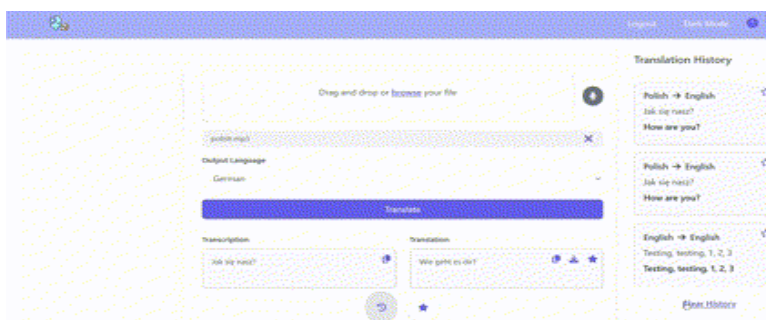 Logout Dark Mode
Drag and drop or browse your file
polish.mp3
Output Language
German
Translate
Transcription
Jak się masz?
Translation
Wie geht es dir?
Translation History
Polish → English
Jak się masz?
How are you?
Polish → English
Jak się masz?
How are you?
English → English
Testing, testing, 1, 2, 3
Testing, testing, 1, 2, 3
Clear History